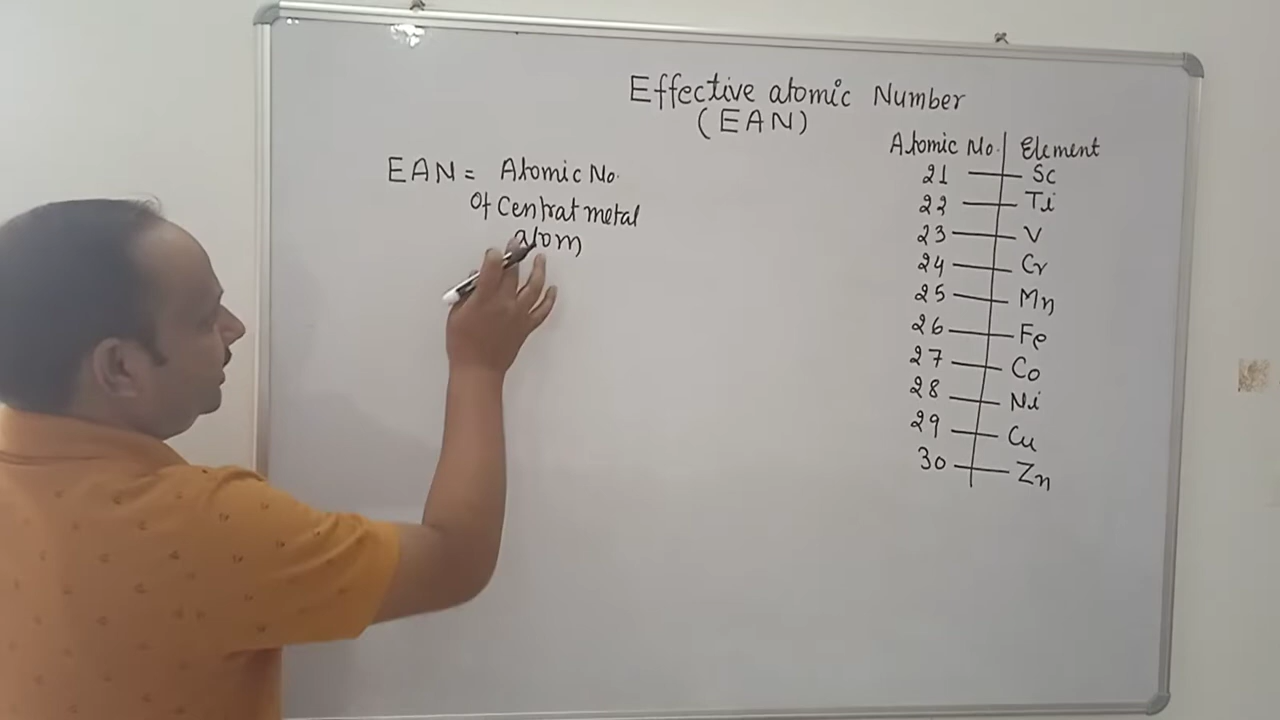 Effective atomic Number
(EAN)
EAN = Atomic No.
Of Central metal
atom
Atomic No. Element
21 Sc
22 Ti
23 V
24 Cr
25 Mn
26 Fe
27 Co
28 Ni
29 Cu
30 Zn